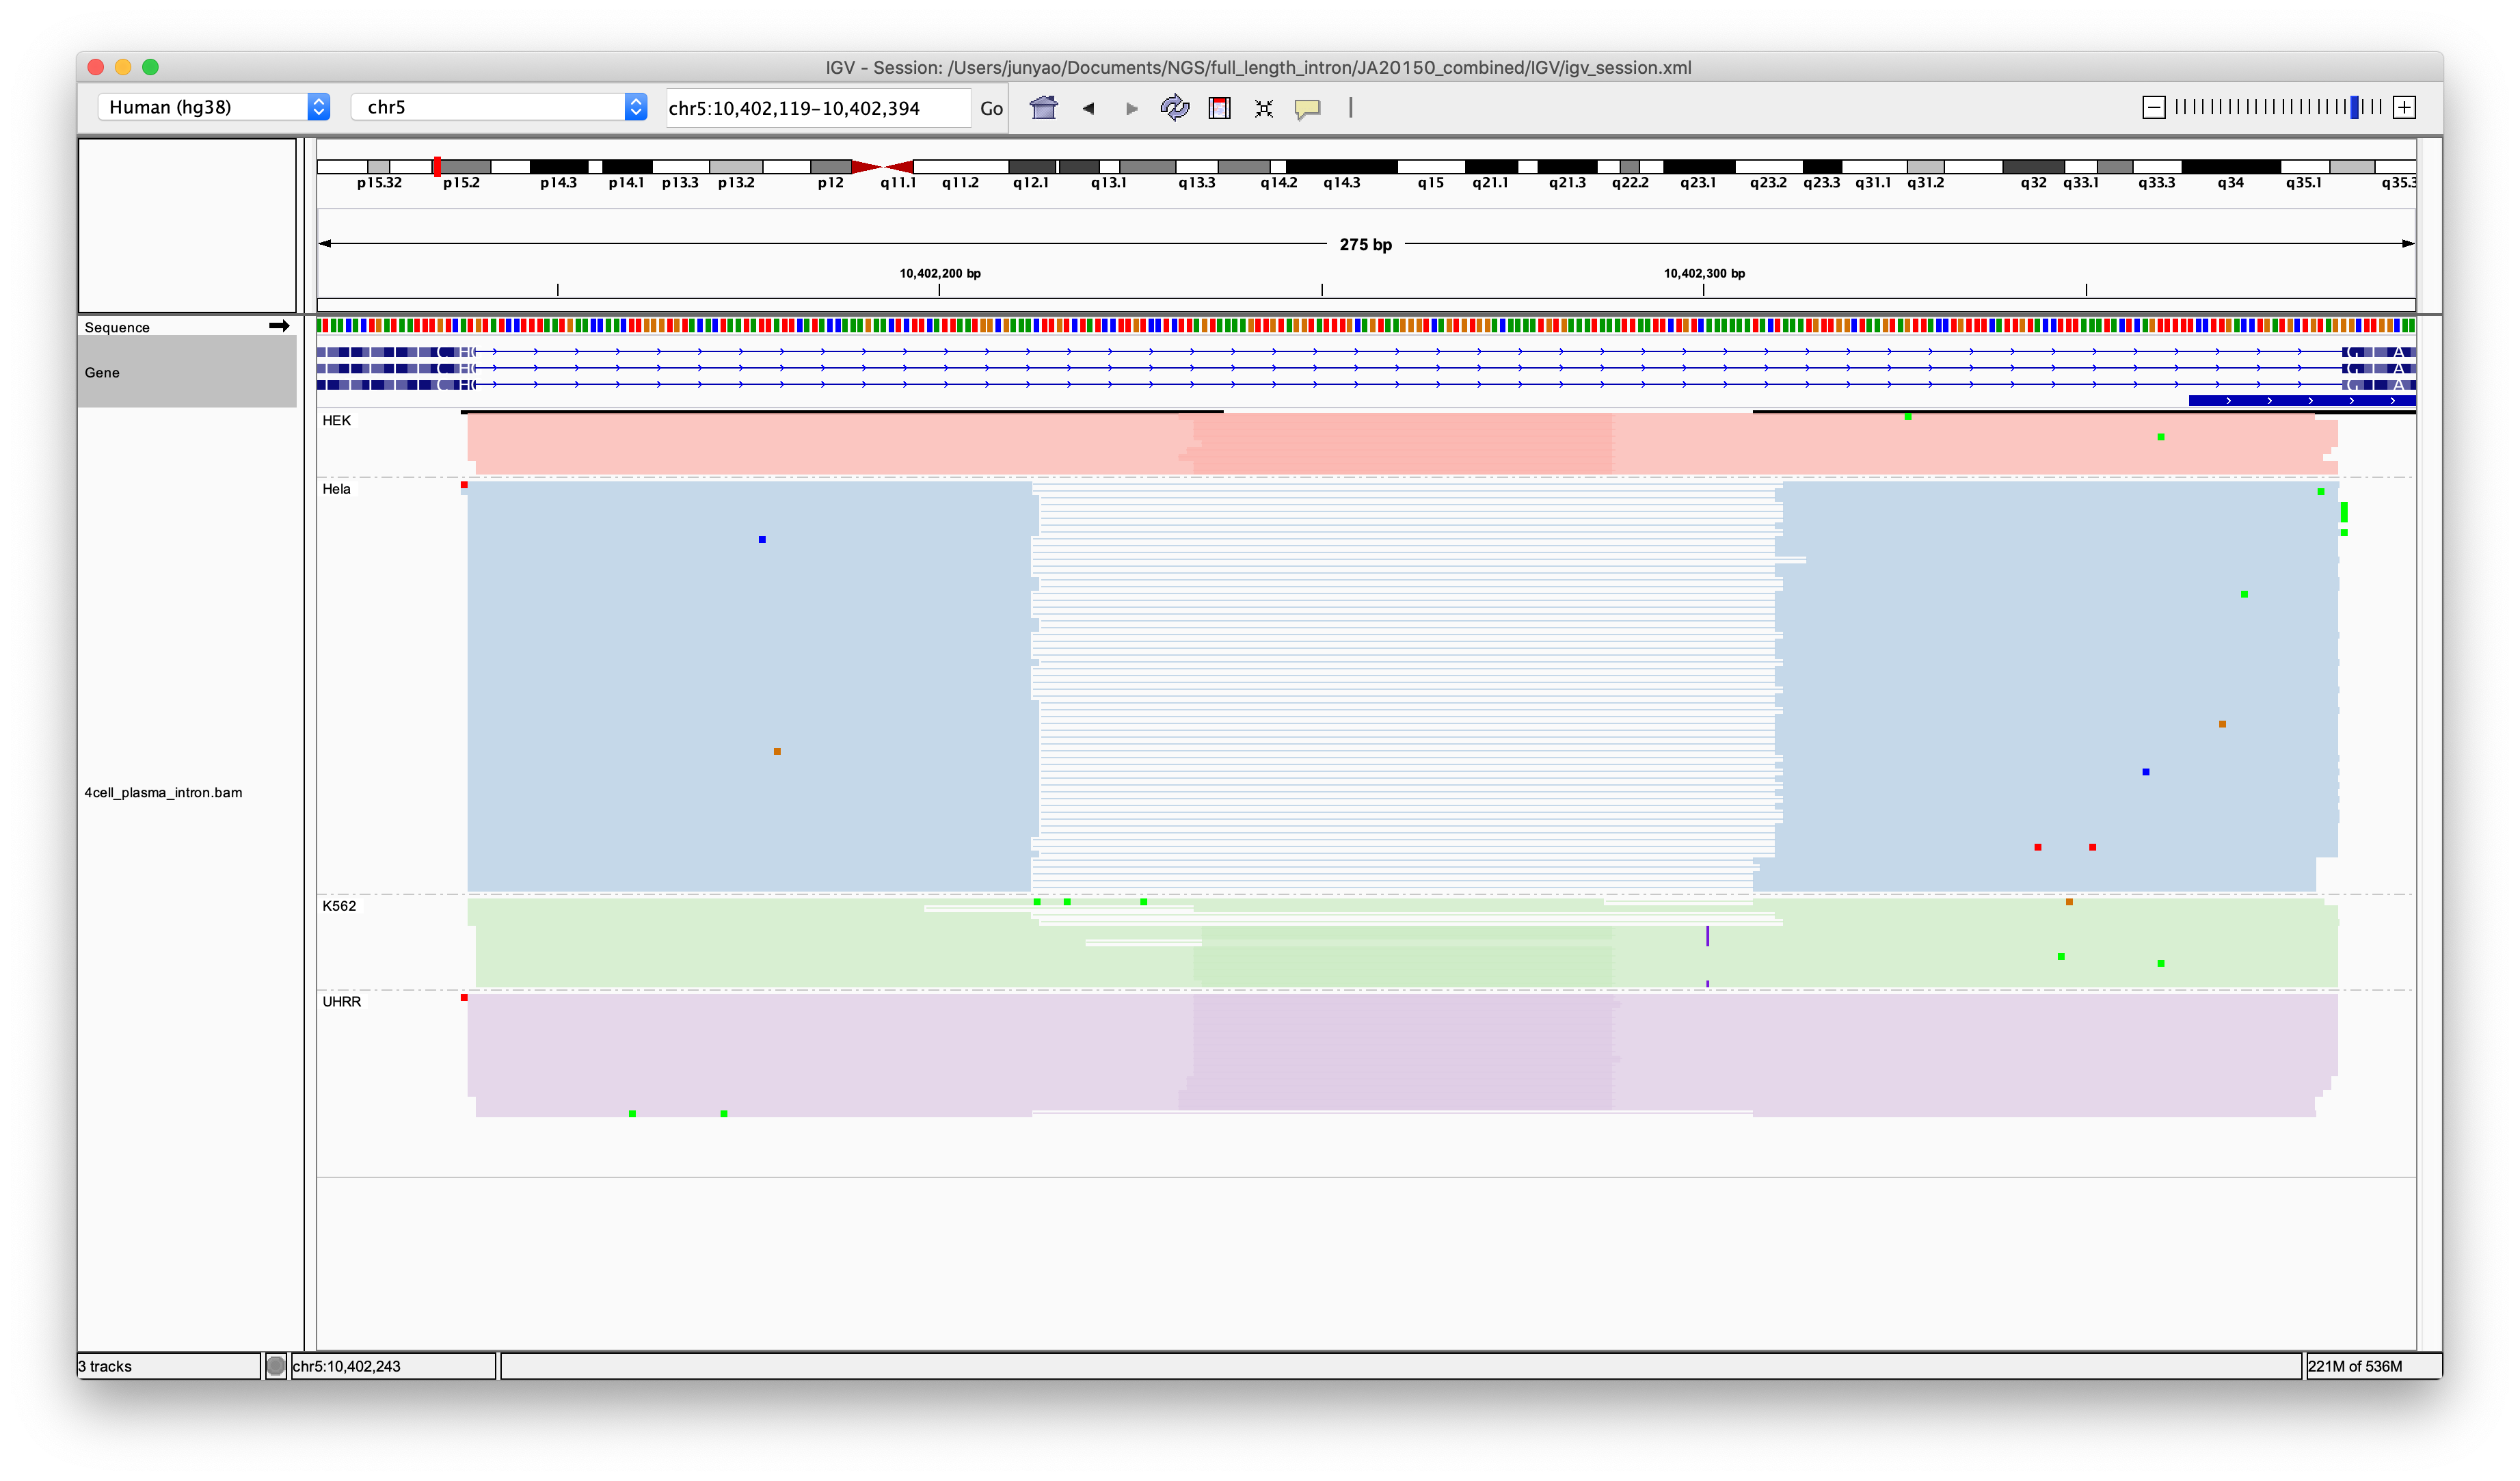 IGV - Session: /Users/junyao/Documents/NGS/full_length_intron/JA20150_combined/IGV/igv_session.xml
Human (hg38) chr5 chr5:10,402,119-10,402,394 Go
p15.32 p15.2 p14.3 p14.1 p13.3 p13.2 p12 q11.1 q11.2 q12.1 q13.1 q13.3 q14.2 q14.3 q15 q21.1 q21.3 q22.2 q23.1 q23.2 q23.3 q31.1 q31.2 q32 q33.1 q33.3 q34 q35.1 q35.3
275 bp
10,402,200 bp 10,402,300 bp
Sequence
Gene
HEK
Hela
4cell_plasma_intron.bam
K562
UHRR
3 tracks chr5:10,402,243 221M of 536M